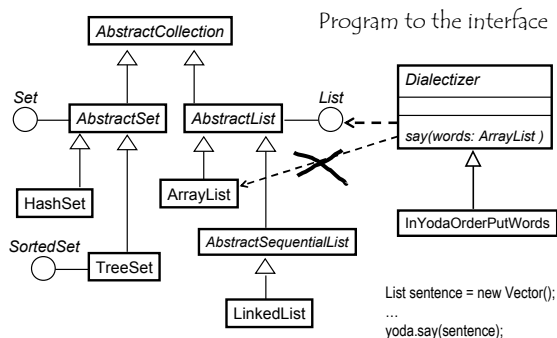 Program to the interface
AbstractCollection
Set
AbstractSet
AbstractList
List
Dialectizer
say(words: ArrayList )
HashSet
ArrayList
InYodaOrderPutWords
SortedSet
TreeSet
AbstractSequentialList
LinkedList
List sentence = new Vector();
…
yoda.say(sentence);